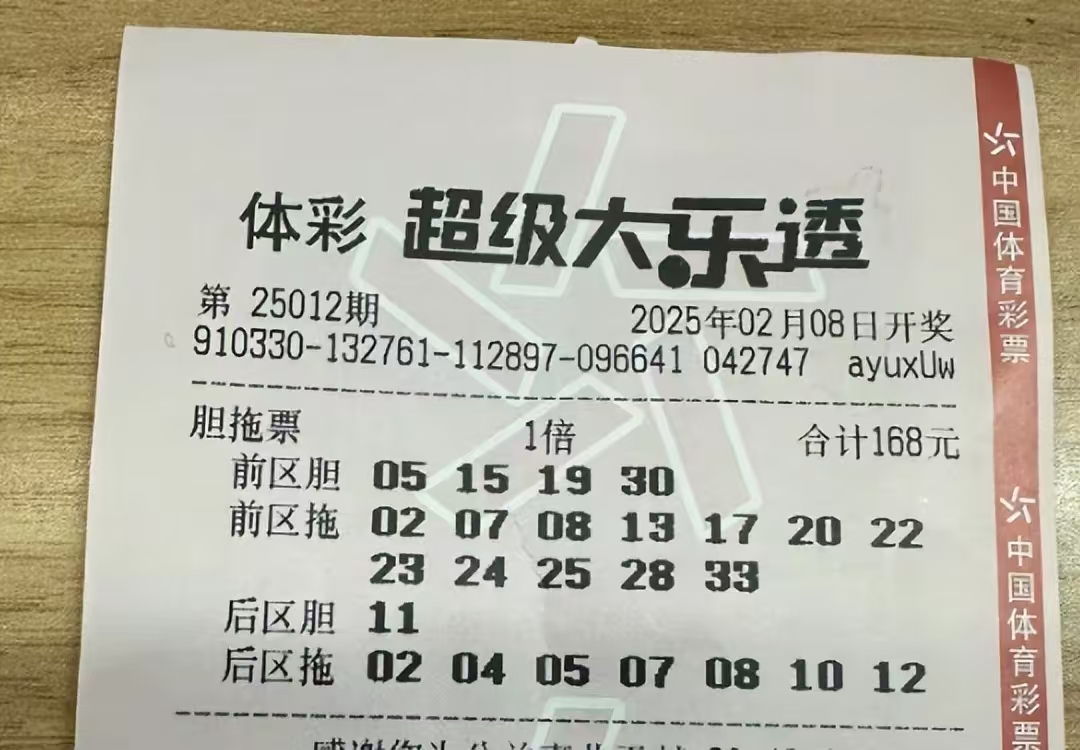 体彩 超级大乐透
第 25012期 2025年02月08日开奖
910330-132761-112897-096641 042747 ayuxUw
胆拖票 1倍 合计168元
前区胆 05 15 19 30
前区拖 02 07 08 13 17 20 22
23 24 25 28 33
后区胆 11
后区拖 02 04 05 07 08 10 12
中国体育彩票
中国体育彩票